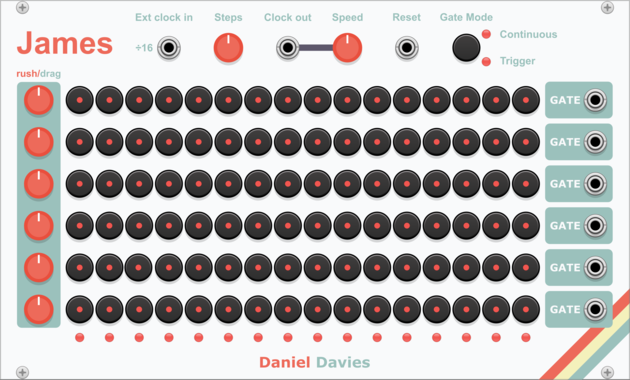 Ext clock in Steps Clock out Speed Reset Gate Mode
James
÷16
Continuous
Trigger
rush/drag
GATE
GATE
GATE
GATE
GATE
GATE
Daniel Davies